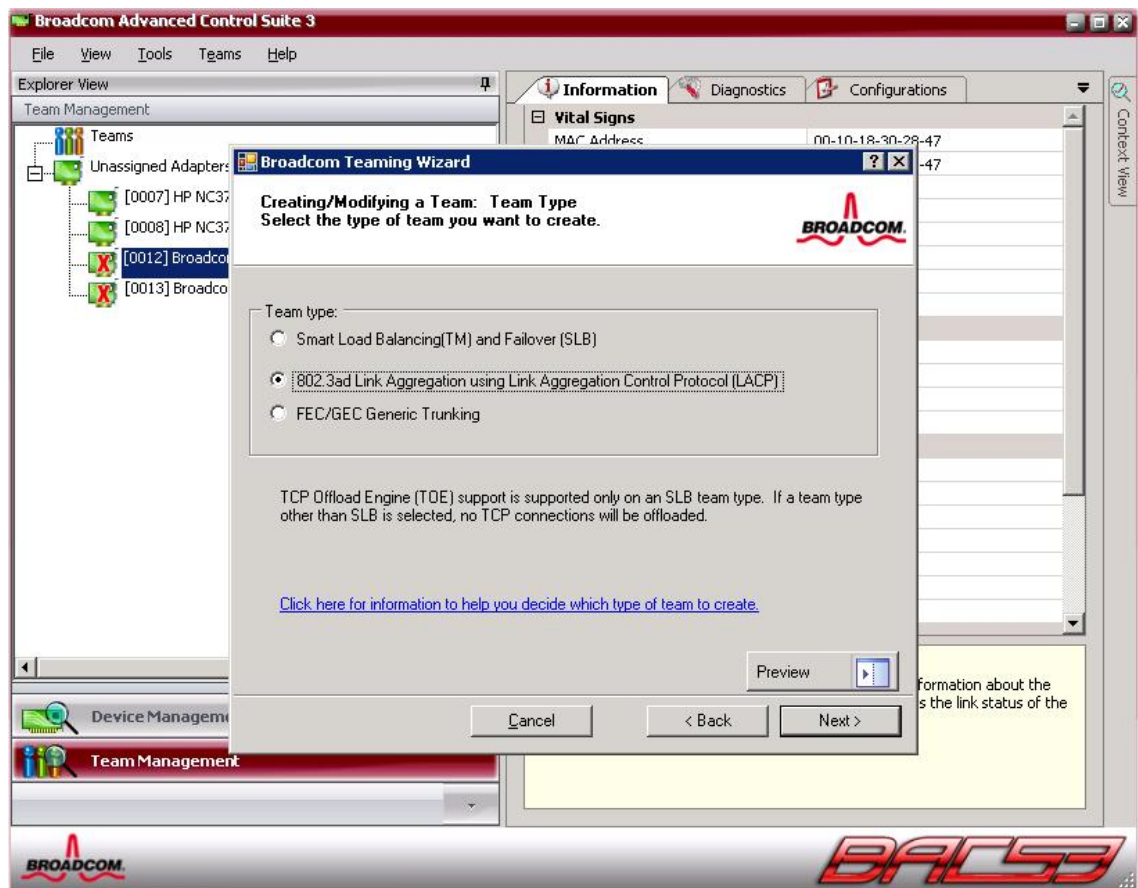 Broadcom Advanced Control Suite 3
File View Tools Teams Help
Explorer View
Team Management
Teams
Unassigned Adapters
[0007] HP NC37
[0008] HP NC37
[0012] Broadco
[0013] Broadco
Device Managem
Team Management
Information Diagnostics Configurations
Context View
Vital Signs
MAC Address 00-10-18-30-28-47
-47
Broadcom Teaming Wizard
Creating/Modifying a Team: Team Type
Select the type of team you want to create.
BROADCOM.
Team type:
Smart Load Balancing(TM) and Failover (SLB)
802.3ad Link Aggregation using Link Aggregation Control Protocol (LACP)
FEC/GEC Generic Trunking
TCP Offload Engine (TOE) support is supported only on an SLB team type. If a team type
other than SLB is selected, no TCP connections will be offloaded.
Click here for information to help you decide which type of team to create.
Preview
Cancel < Back Next >
formation about the
s the link status of the
BROADCOM.
BACS3